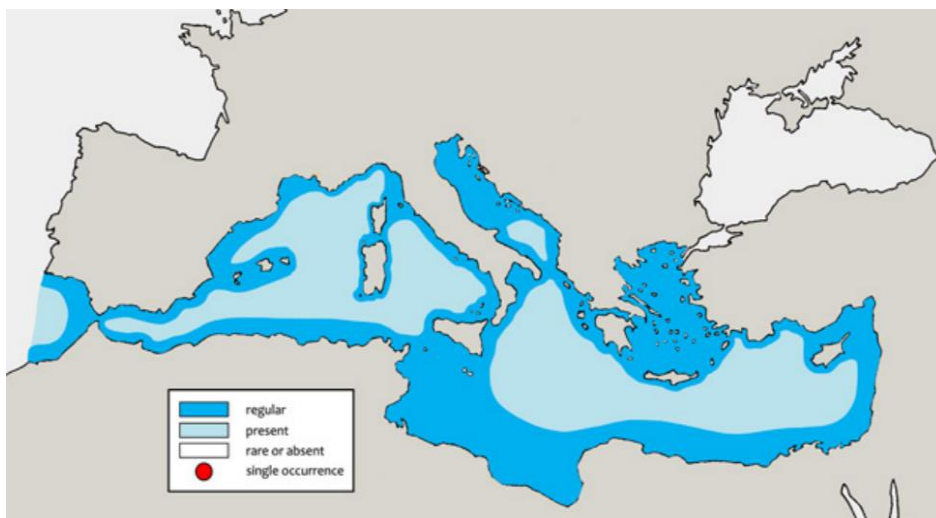 regular
present
rare or absent
single occurrence